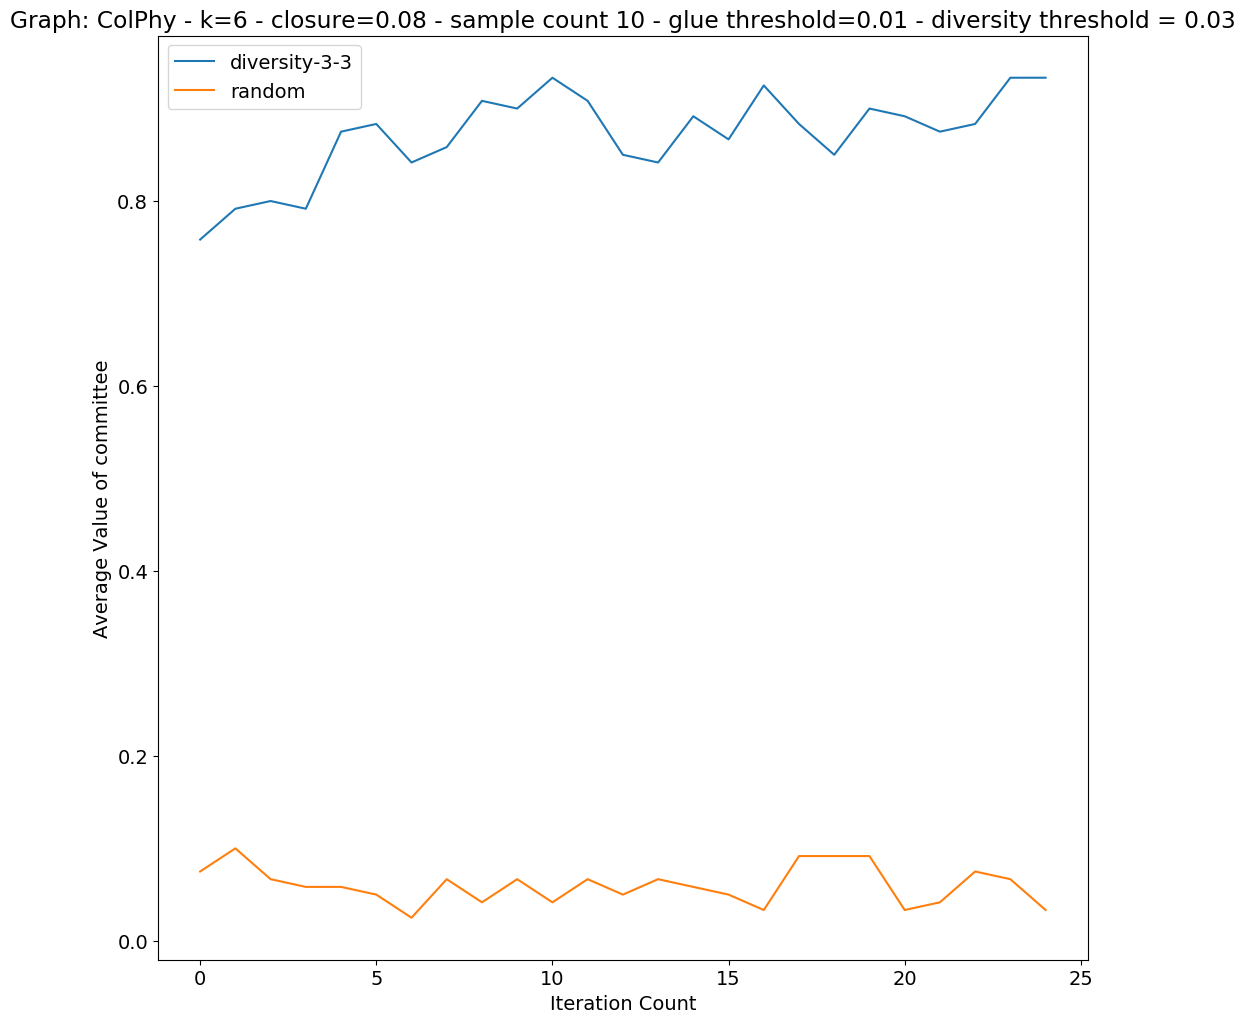 Graph: ColPhy - k=6 - closure=0.08 - sample count 10 - glue threshold=0.01 - diversity threshold = 0.03
diversity-3-3
random
0.8
0.6
0.4
0.2
0.0
Average Value of committee
0 5 10 15 20 25
Iteration Count